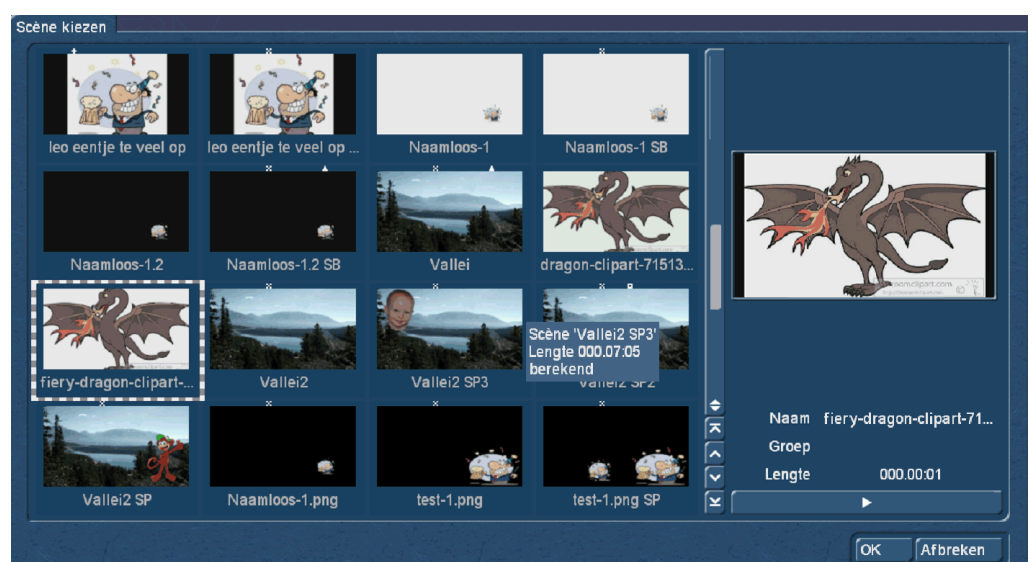 Scène kiezen
leo eentje te veel op
leo eentje te veel op ...
Naamloos-1
Naamloos-1 SB
Naamloos-1.2
Naamloos-1.2 SB
Vallei
dragon-clipart-71513...
fiery-dragon-clipart-...
Vallei2
Vallei2 SP3
Vallei2 SP2
Scène 'Vallei2 SP3'
Lengte 000.07:05
berekend
Vallei2 SP
Naamloos-1.png
test-1.png
test-1.png SP
Naam fiery-dragon-clipart-71...
Groep
Lengte 000.00:01
OK
Afbreken